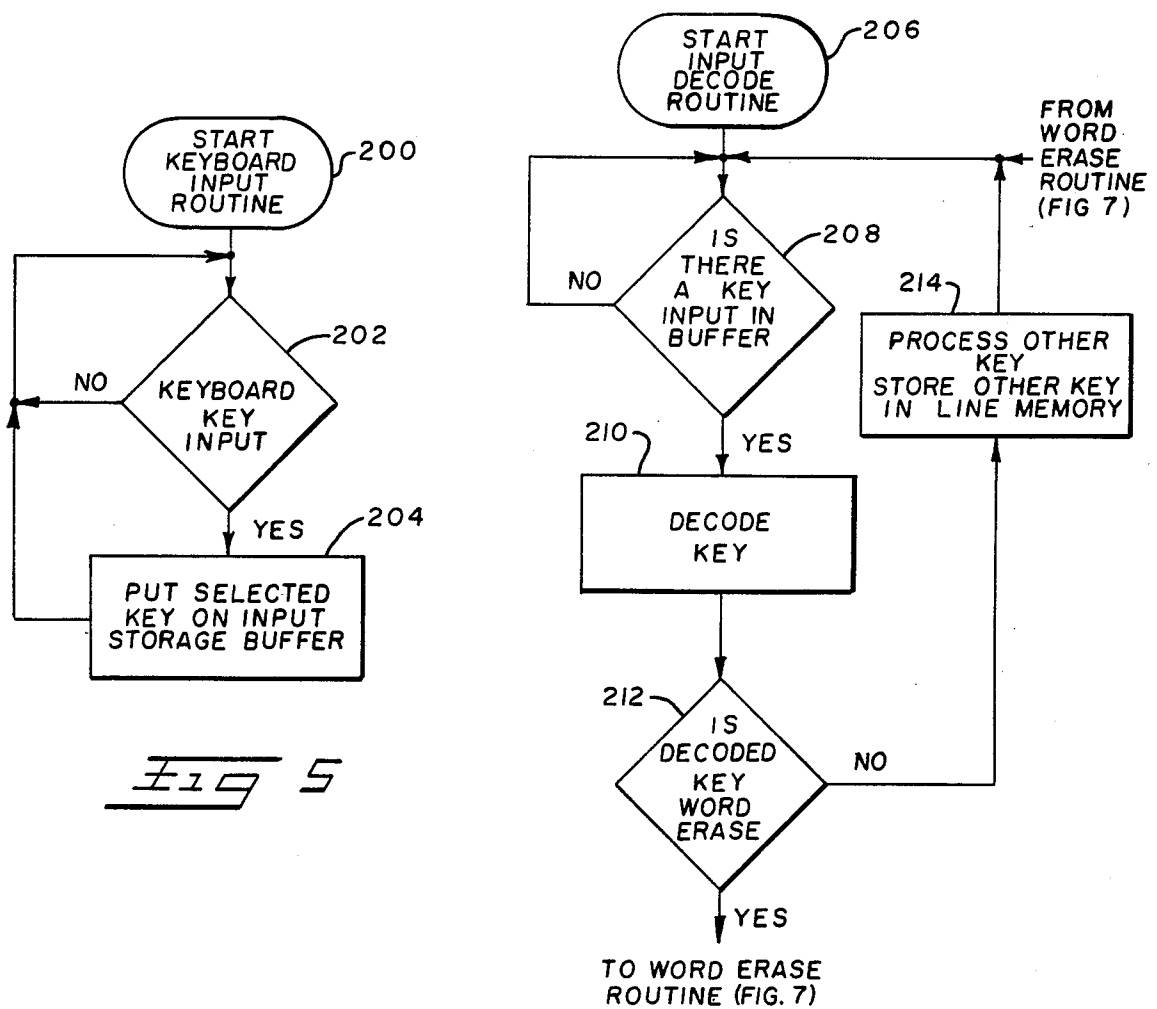 START
KEYBOARD
INPUT
ROUTINE
200
202
NO
KEYBOARD
KEY
INPUT
YES
204
PUT SELECTED
KEY ON INPUT
STORAGE BUFFER
Fig 5
START
INPUT
DECODE
ROUTINE
206
FROM
WORD
ERASE
ROUTINE
(FIG 7)
208
IS
THERE
A KEY
INPUT IN
BUFFER
NO
YES
214
PROCESS OTHER
KEY
STORE OTHER KEY
IN LINE MEMORY
210
DECODE
KEY
212
IS
DECODED
KEY
WORD
ERASE
NO
YES
TO WORD ERASE
ROUTINE (FIG. 7)